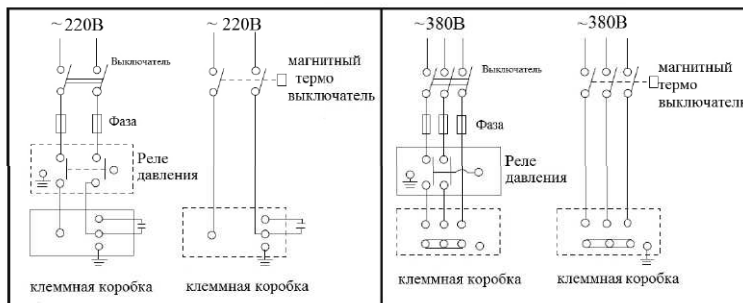 ~220В
~220В
Выключатель
магнитный
термо
выключатель
Фаза
Реле
давления
клеммная коробка
клеммная коробка
~380В
~380В
Выключатель
магнитный
термо
выключатель
Фаза
Реле
давления
клеммная коробка
клеммная коробка